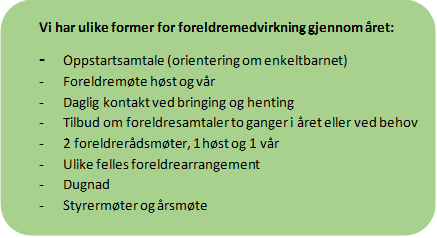 Vi har ulike former for foreldremedvirkning gjennom året:
- Oppstartsamtale (orientering om enkeltbarnet)
- Foreldremøte høst og vår
- Daglig kontakt ved bringing og henting
- Tilbud om foreldresamtaler to ganger i året eller ved behov
- 2 foreldrerådsmøter, 1 høst og 1 vår
- Ulike felles foreldrearrangement
- Dugnad
- Styrermøter og årsmøte